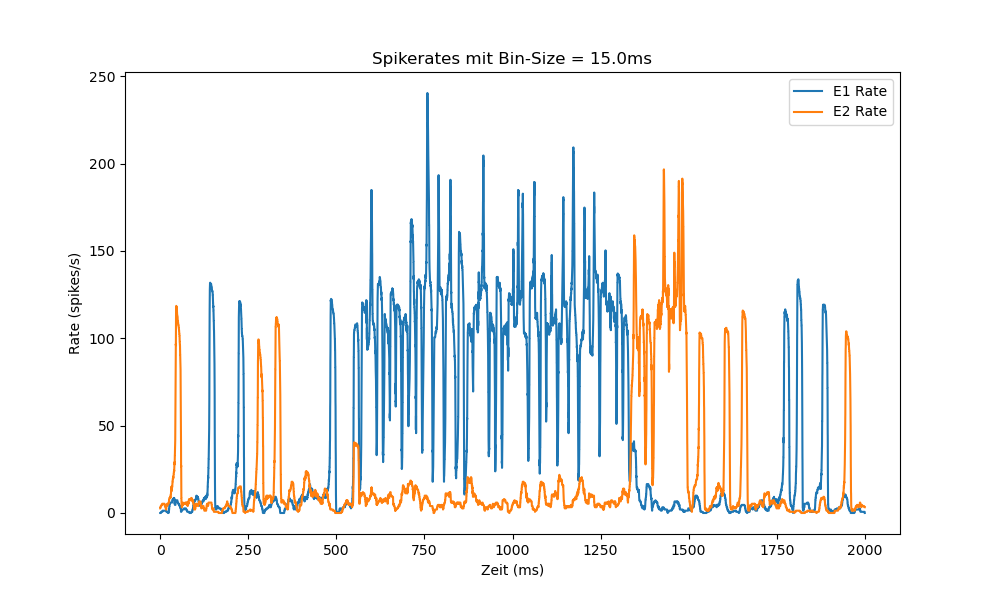 Spikerates mit Bin-Size = 15.0ms
250
200
150
100
50
0
Rate (spikes/s)
E1 Rate
E2 Rate
0 250 500 750 1000 1250 1500 1750 2000
Zeit (ms)